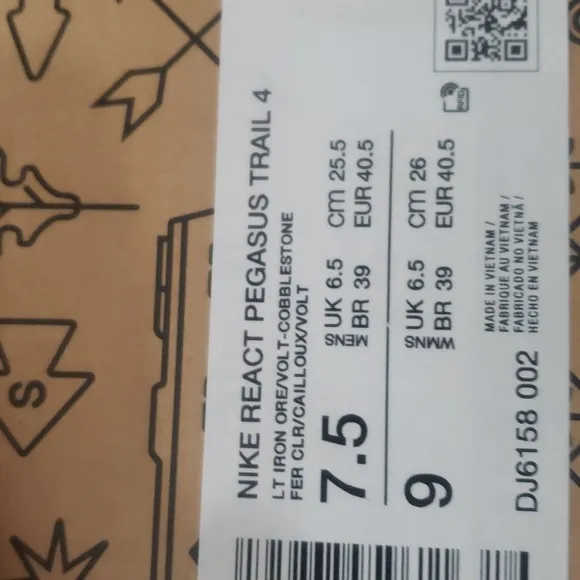 NIKE REACT PEGASUS TRAIL 4
LT IRON ORE/VOLT-COBBLESTONE
FER CLR/CAILLOUX/VOLT
7.5
MENS
UK 6.5 cm 25.5
BR 39 EUR 40.5
9
WMNS
UK 6.5 cm 26
BR 39 EUR 40.5
DJ6158 002
MADE IN VIETNAM /
FABRIQUE AU VIETNAM /
FABRICADO NO VIETNÃ /
HECHO EN VIETNAM
S